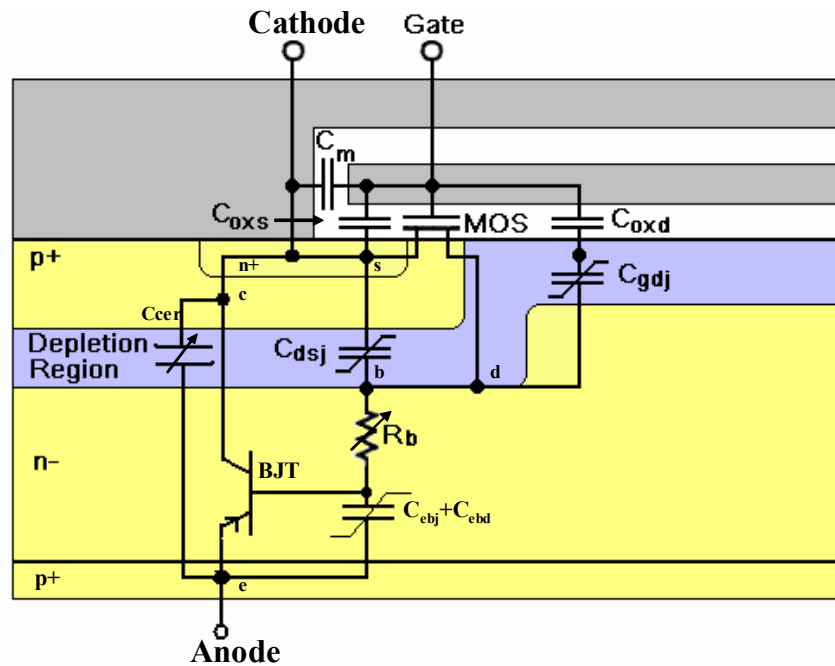 Cathode
Gate
Cm
Coxs
MOS
Coxd
p+
n+
s
Cgdj
c
Ccer
Depletion
Region
Cdsj
b
d
Rb
n-
BJT
Cebj+Cebd
p+
e
Anode